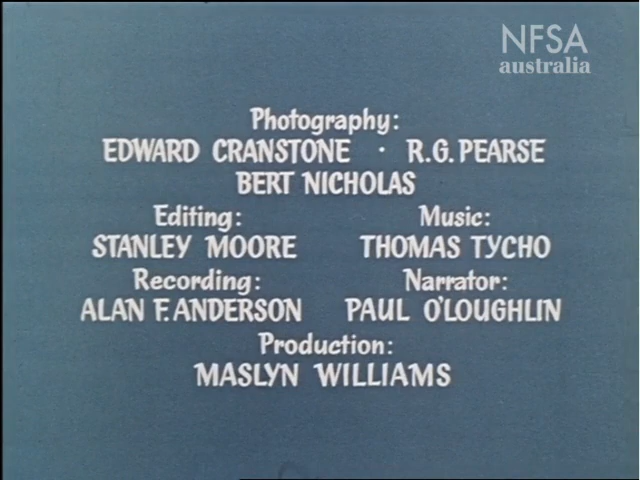 NFSA
australia
Photography:
EDWARD CRANSTONE · R.G. PEARSE
BERT NICHOLAS
Editing: Music:
STANLEY MOORE THOMAS TYCHO
Recording: Narrator:
ALAN F. ANDERSON PAUL O'LOUGHLIN
Production:
MASLYN WILLIAMS